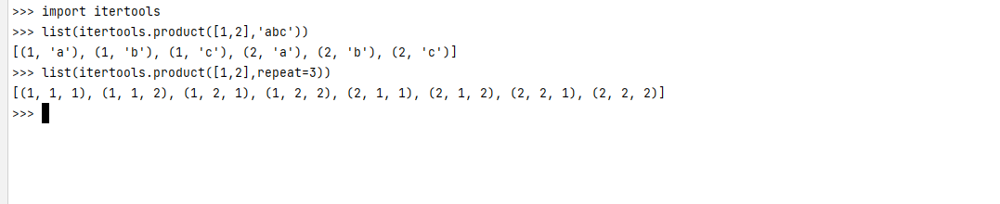 >>> import itertools
>>> list(itertools.product([1,2],'abc'))
[(1, 'a'), (1, 'b'), (1, 'c'), (2, 'a'), (2, 'b'), (2, 'c')]
>>> list(itertools.product([1,2],repeat=3))
[(1, 1, 1), (1, 1, 2), (1, 2, 1), (1, 2, 2), (2, 1, 1), (2, 1, 2), (2, 2, 1), (2, 2, 2)]
>>>